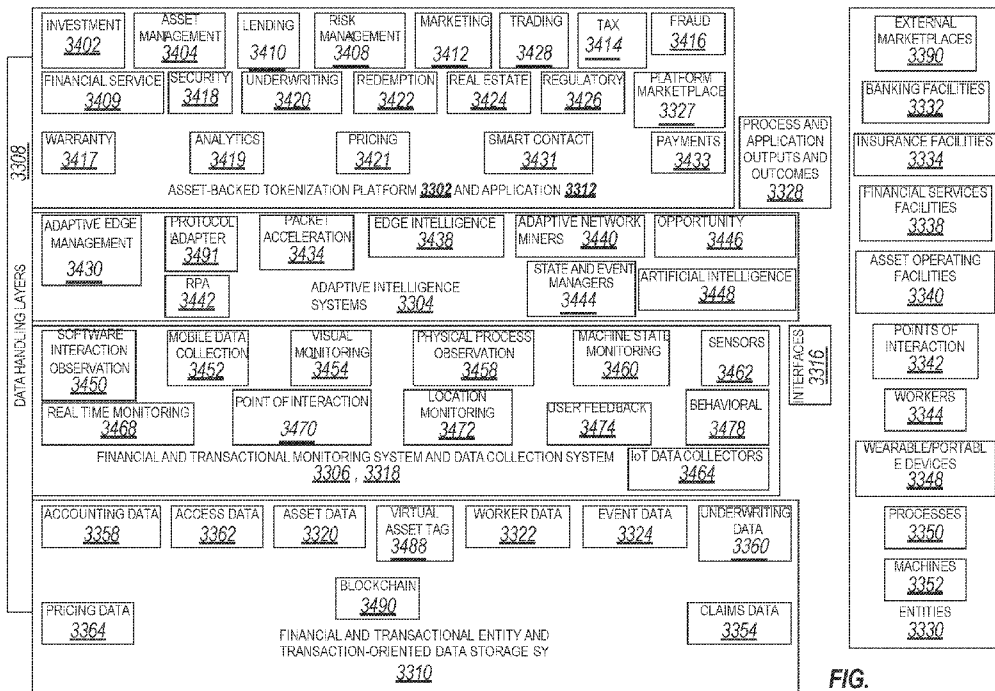 INVESTMENT
3402
ASSET
MANAGEMENT
3404
LENDING
3410
RISK
MANAGEMENT
3408
MARKETING
3412
TRADING
3428
TAX
3414
FRAUD
3416
FINANCIAL SERVICE
3409
SECURITY
3418
UNDERWRITING
3420
REDEMPTION
3422
REAL ESTATE
3424
REGULATORY
3426
PLATFORM
MARKETPLACE
3327
WARRANTY
3417
ANALYTICS
3419
PRICING
3421
SMART CONTACT
3431
PAYMENTS
3433
ASSET-BACKED TOKENIZATION PLATFORM 3302 AND APPLICATION 3312
3308
DATA HANDLING LAYERS
PROCESS AND
APPLICATION
OUTPUTS AND
OUTCOMES
3328
ADAPTIVE EDGE
MANAGEMENT
3430
PROTOCOL
ADAPTER
3491
PACKET
ACCELERATION
3434
EDGE INTELLIGENCE
3438
ADAPTIVE NETWORK
MINERS 3440
OPPORTUNITY
3446
RPA
3442
ADAPTIVE INTELLIGENCE
SYSTEMS 3304
STATE AND EVENT
MANAGERS
3444
ARTIFICIAL INTELLIGENCE
3448
SOFTWARE
INTERACTION
OBSERVATION
3450
MOBILE DATA
COLLECTION
3452
VISUAL
MONITORING
3454
PHYSICAL PROCESS
OBSERVATION
3458
MACHINE STATE
MONITORING
3460
SENSORS
3462
INTERFACES
3316
REAL TIME MONITORING
3468
POINT OF INTERACTION
3470
LOCATION
MONITORING
3472
USER FEEDBACK
3474
BEHAVIORAL
3478
FINANCIAL AND TRANSACTIONAL MONITORING SYSTEM AND DATA COLLECTION SYSTEM
3306 , 3318
IoT DATA COLLECTORS
3464
ACCOUNTING DATA
3358
ACCESS DATA
3362
ASSET DATA
3320
VIRTUAL
ASSET TAG
3488
WORKER DATA
3322
EVENT DATA
3324
UNDERWRITING
DATA
3360
BLOCKCHAIN
3490
PRICING DATA
3364
CLAIMS DATA
3354
FINANCIAL AND TRANSACTIONAL ENTITY AND
TRANSACTION-ORIENTED DATA STORAGE SY
3310
EXTERNAL
MARKETPLACES
3390
BANKING FACILITIES
3332
INSURANCE FACILITIES
3334
FINANCIAL SERVICES
FACILITIES
3338
ASSET OPERATING
FACILITIES
3340
POINTS OF
INTERACTION
3342
WORKERS
3344
WEARABLE/PORTABL
E DEVICES
3348
PROCESSES
3350
MACHINES
3352
ENTITIES
3330
FIG.